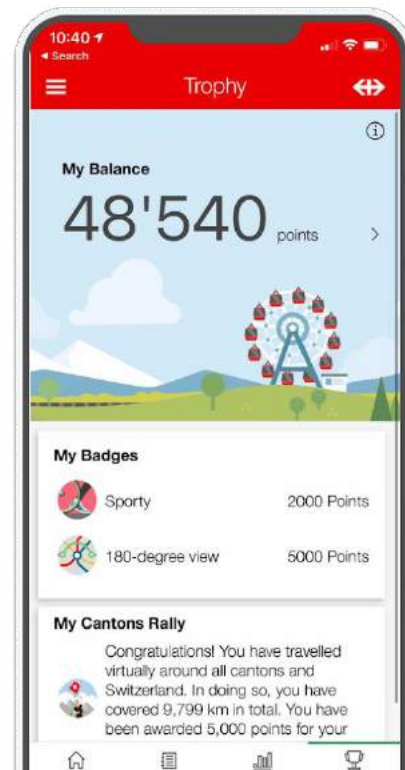 10:40
Search
Trophy
My Balance
48'540 points
My Badges
Sporty 2000 Points
180-degree view 5000 Points
My Cantons Rally
Congratulations! You have travelled
virtually around all cantons and
Switzerland. In doing so, you have
covered 9,799 km in total. You have
been awarded 5,000 points for your